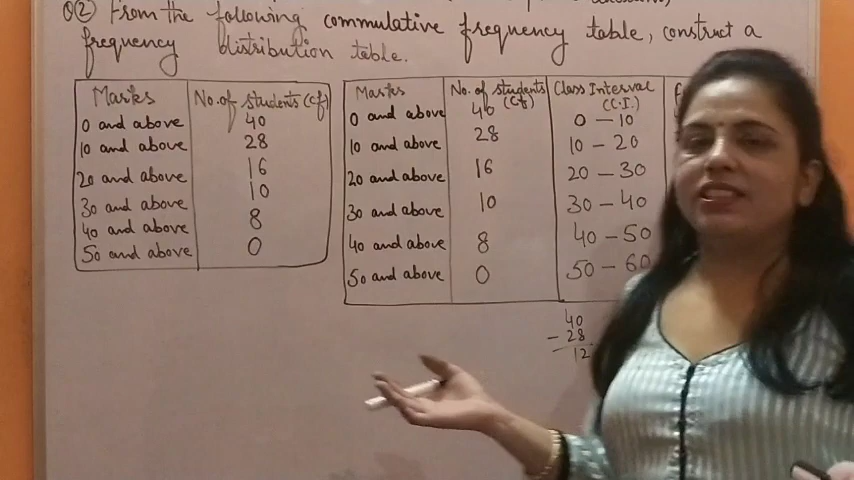 Q② From the following commulative frequency table, construct a
frequency distribution table.
Marks No. of students (cf)
0 and above 40
10 and above 28
20 and above 16
30 and above 10
40 and above 8
50 and above 0
Marks No. of students (cf) Class Interval (C.I.)
0 and above 40 0 – 10
10 and above 28 10 – 20
20 and above 16 20 – 30
30 and above 10 30 – 40
40 and above 8 40 – 50
50 and above 0 50 – 60
40
– 28
12